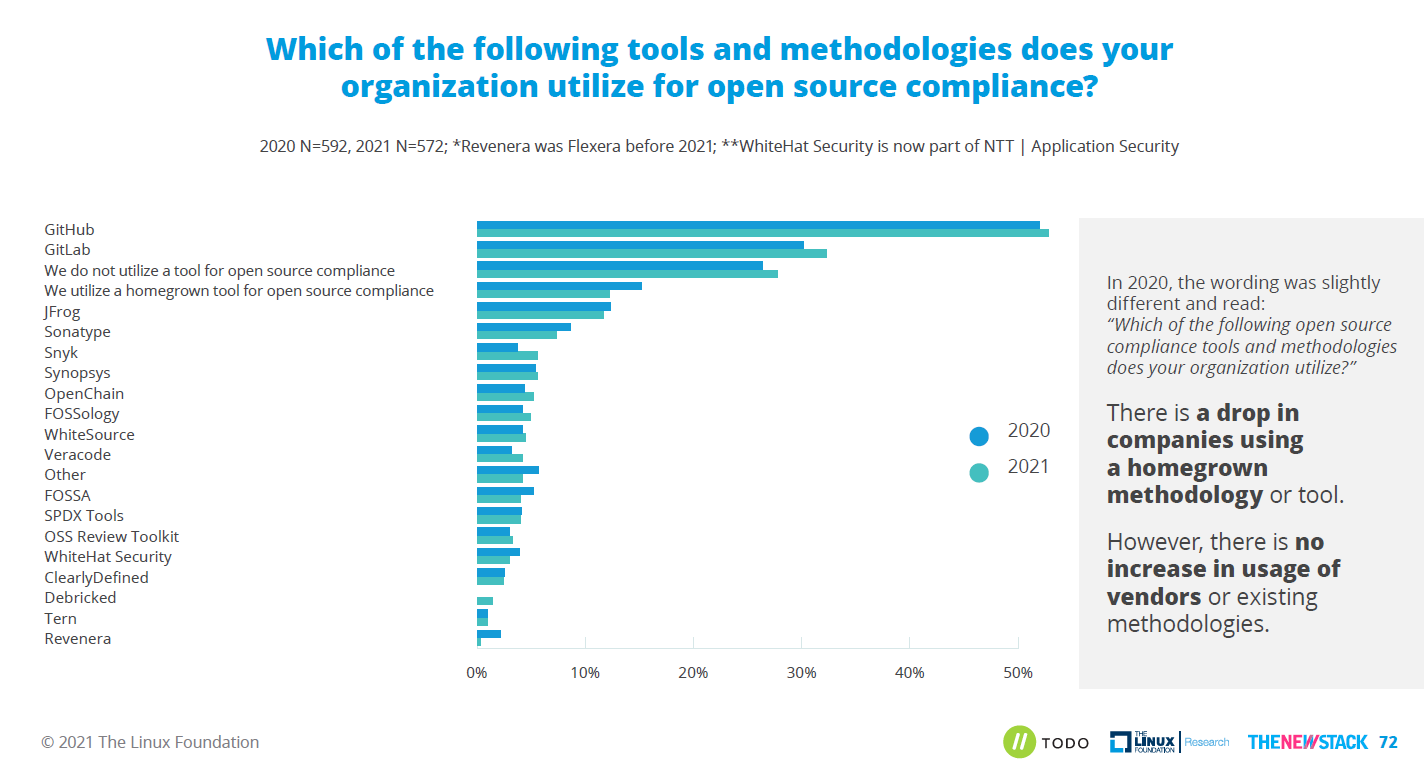 Which of the following tools and methodologies does your
organization utilize for open source compliance?
2020 N=592, 2021 N=572; *Revenera was Flexera before 2021; **WhiteHat Security is now part of NTT | Application Security
GitHub
GitLab
We do not utilize a tool for open source compliance
We utilize a homegrown tool for open source compliance
JFrog
Sonatype
Snyk
Synopsys
OpenChain
FOSSology
WhiteSource
Veracode
Other
FOSSA
SPDX Tools
OSS Review Toolkit
WhiteHat Security
ClearlyDefined
Debricked
Tern
Revenera
0% 10% 20% 30% 40% 50%
2020
2021
In 2020, the wording was slightly
different and read:
“Which of the following open source
compliance tools and methodologies
does your organization utilize?”
There is a drop in
companies using
a homegrown
methodology or tool.
However, there is no
increase in usage of
vendors or existing
methodologies.
© 2021 The Linux Foundation
TODO
THE
LINUX
FOUNDATION
Research
THENEWSTACK
72